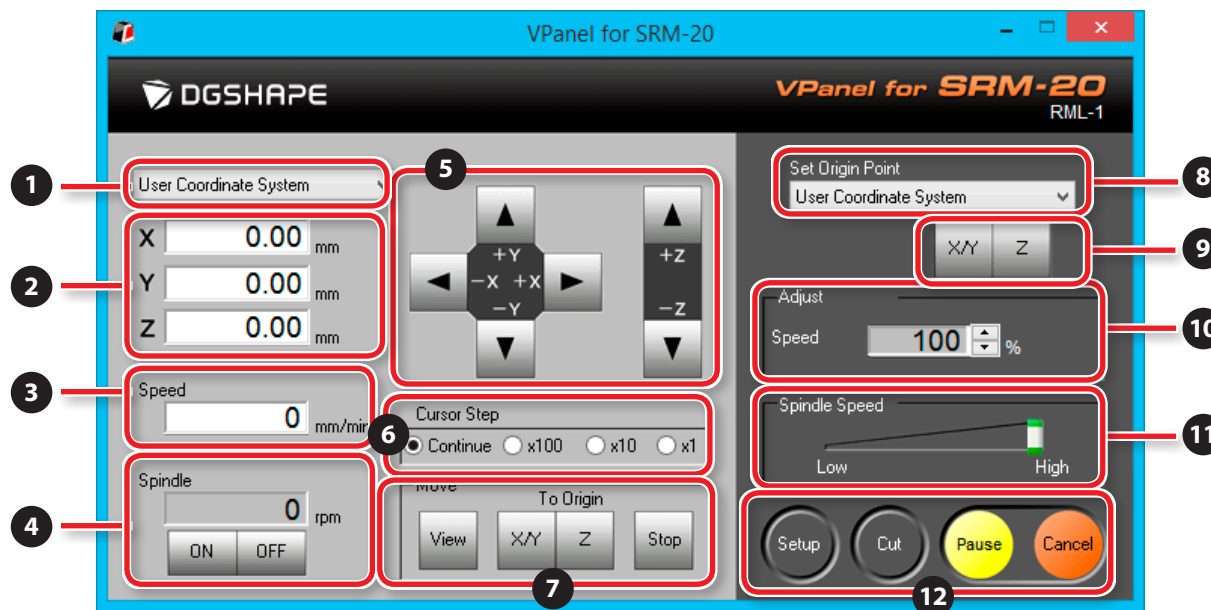 VPanel for SRM-20
DGSHAPE
VPanel for SRM-20
RML-1
1
User Coordinate System
2
X 0.00 mm
Y 0.00 mm
Z 0.00 mm
3
Speed
0 mm/min
4
Spindle
0 rpm
ON OFF
5
+Y
-X +X
-Y
+Z
-Z
6
Cursor Step
Continue x100 x10 x1
Move
To Origin
View X/Y Z Stop
7
8
Set Origin Point
User Coordinate System
9
X/Y Z
10
Adjust
Speed 100 %
11
Spindle Speed
Low High
Setup Cut Pause Cancel
12